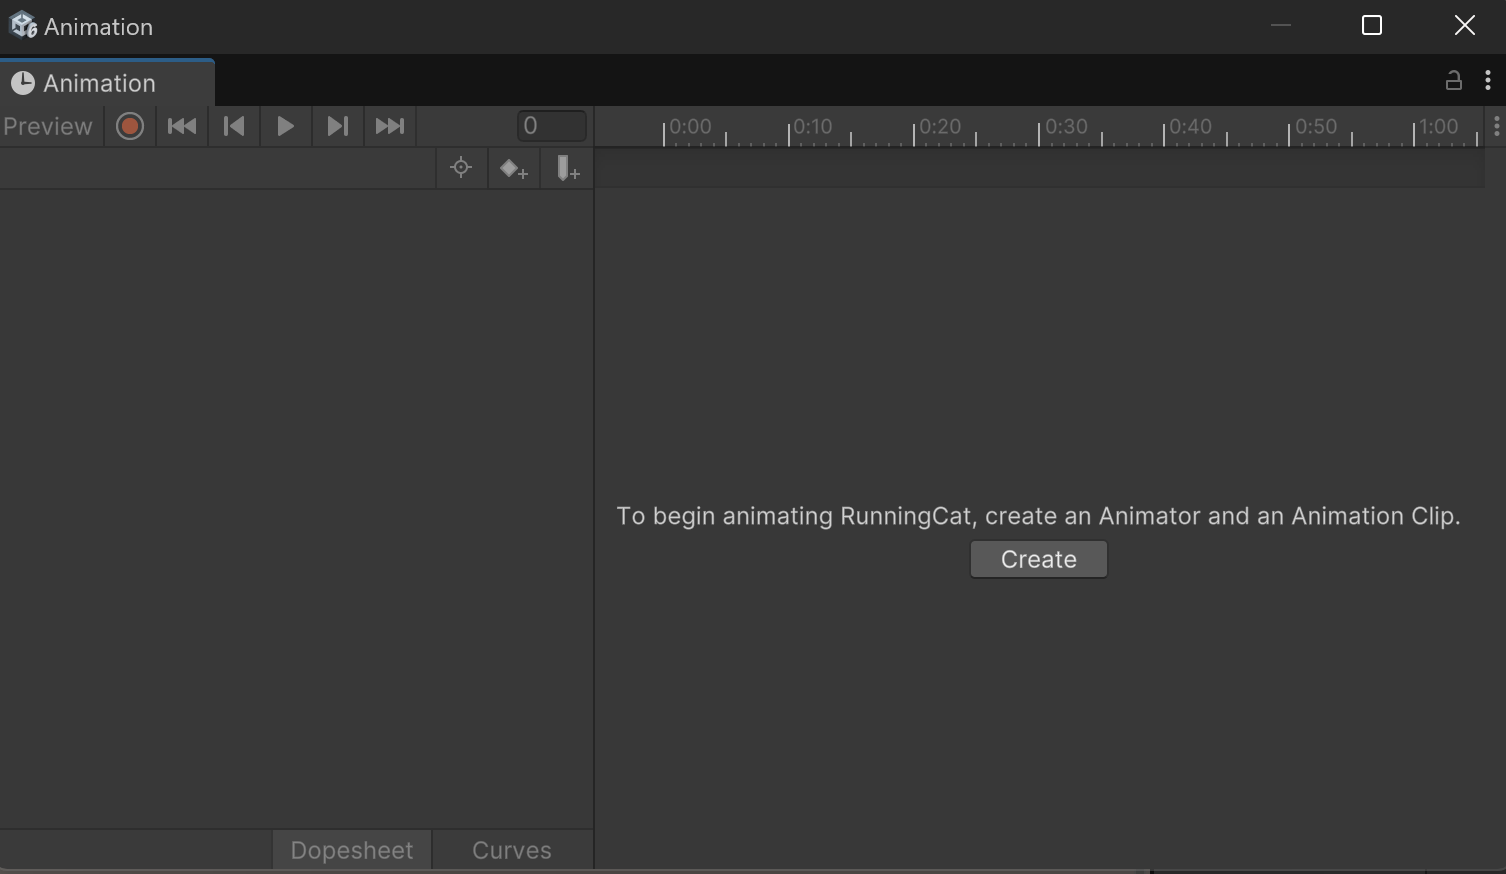 Animation
Animation
Preview
0
0:00 0:10 0:20 0:30 0:40 0:50 1:00
To begin animating RunningCat, create an Animator and an Animation Clip.
Create
Dopesheet Curves